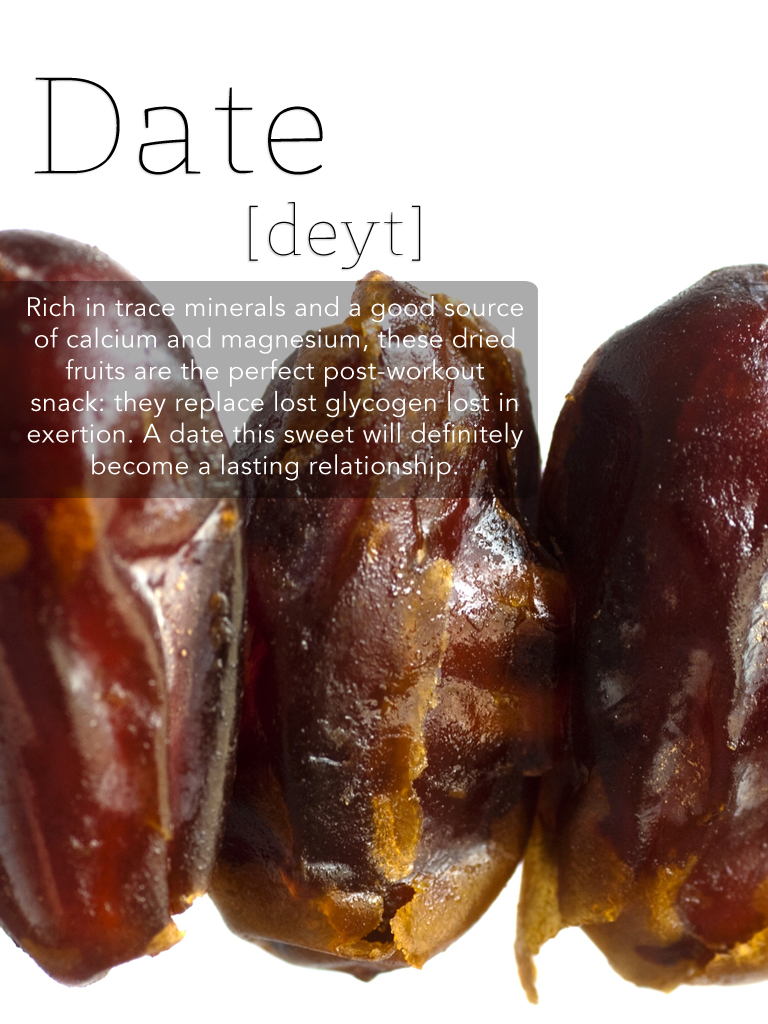 Date
[deyt]
Rich in trace minerals and a good source
of calcium and magnesium, these dried
fruits are the perfect post-workout
snack: they replace lost glycogen lost in
exertion. A date this sweet will definitely
become a lasting relationship.